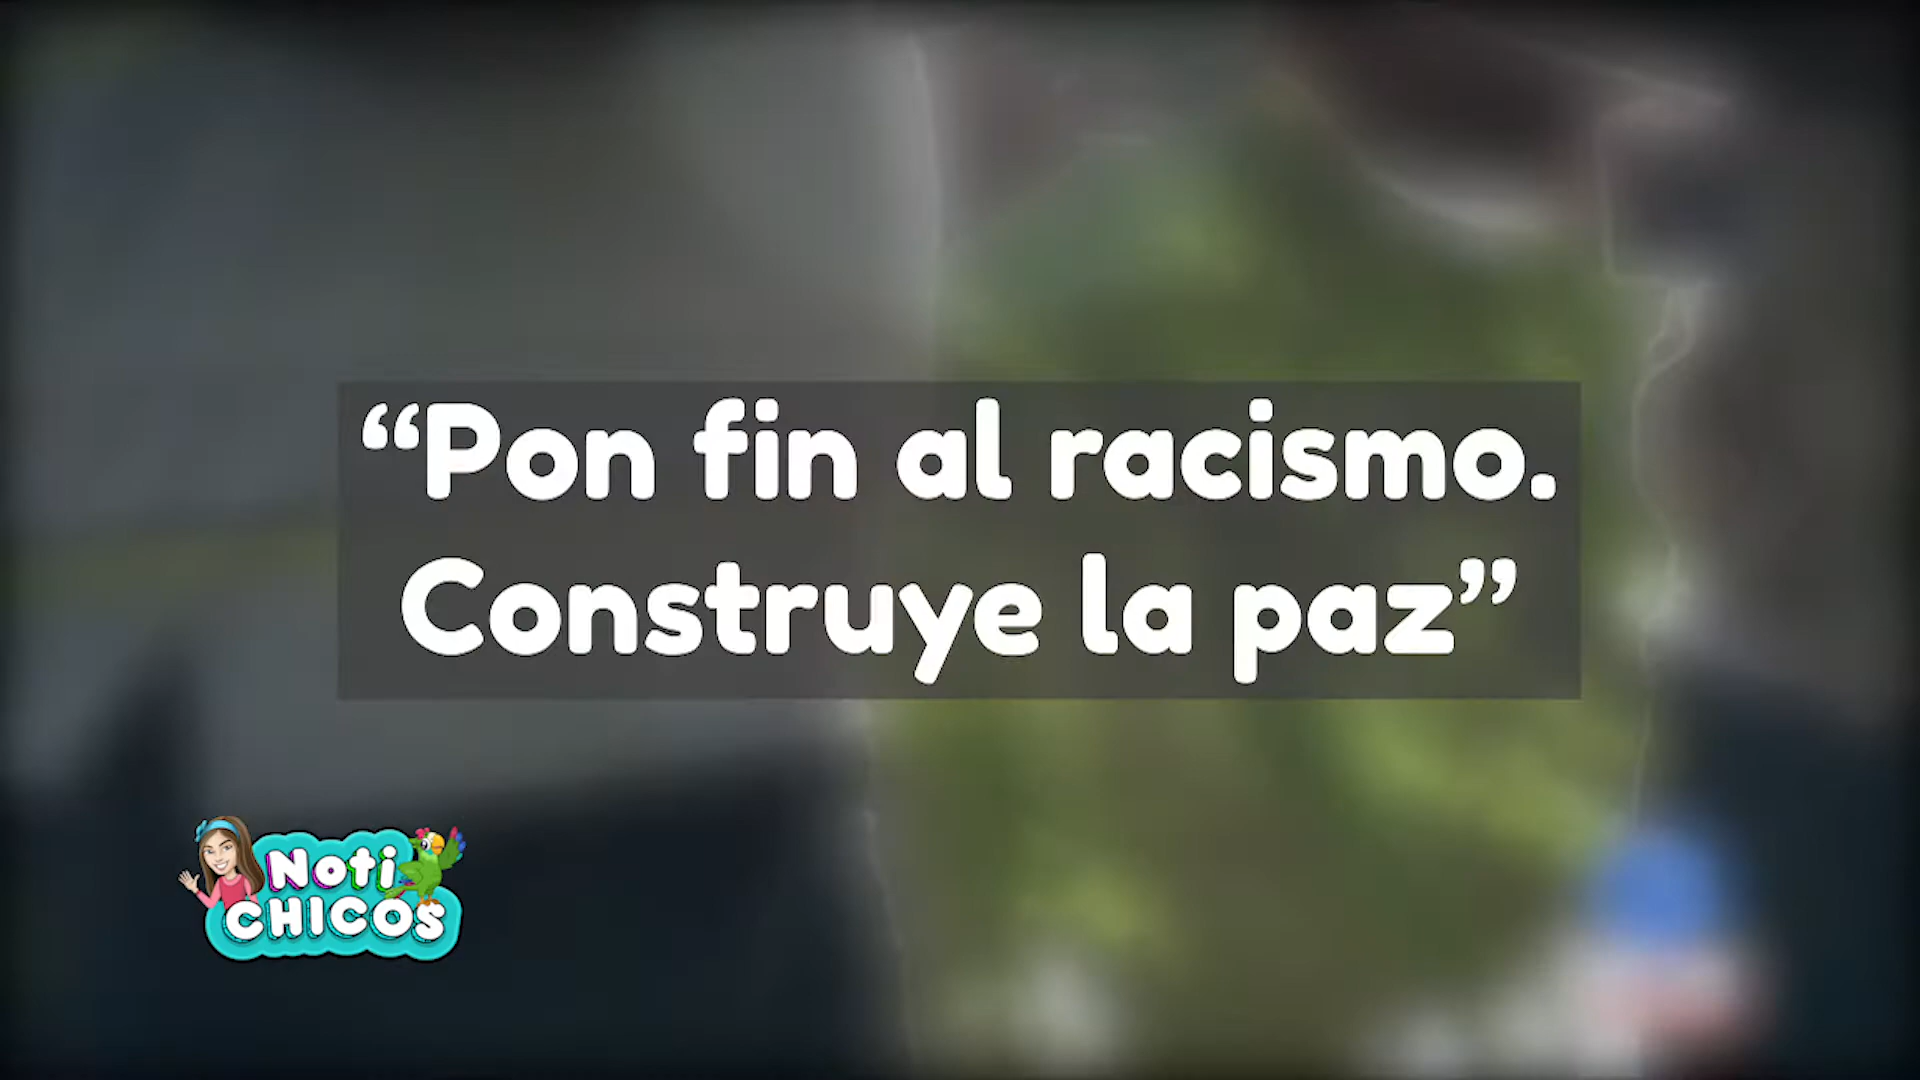 “Pon fin al racismo.
Construye la paz”
Noti
CHICOS